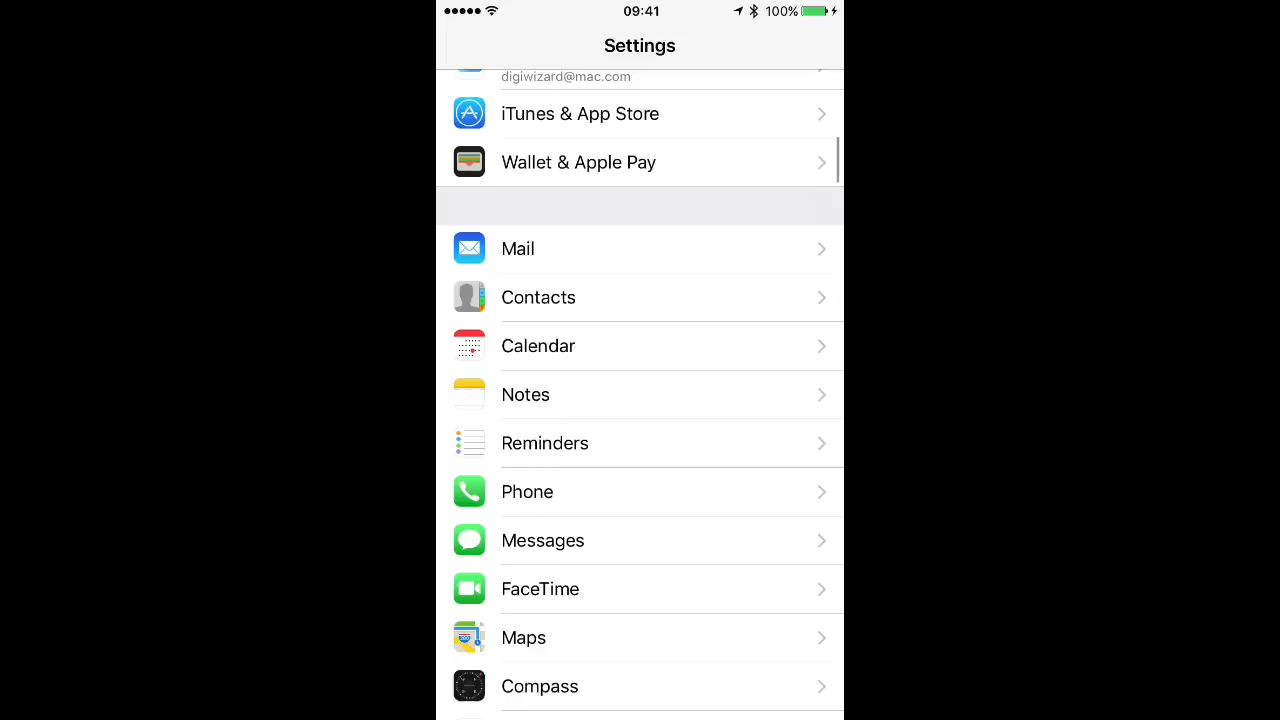 09:41
100%
Settings
digiwizard@mac.com
iTunes & App Store
Wallet & Apple Pay
Mail
Contacts
Calendar
Notes
Reminders
Phone
Messages
FaceTime
Maps
Compass